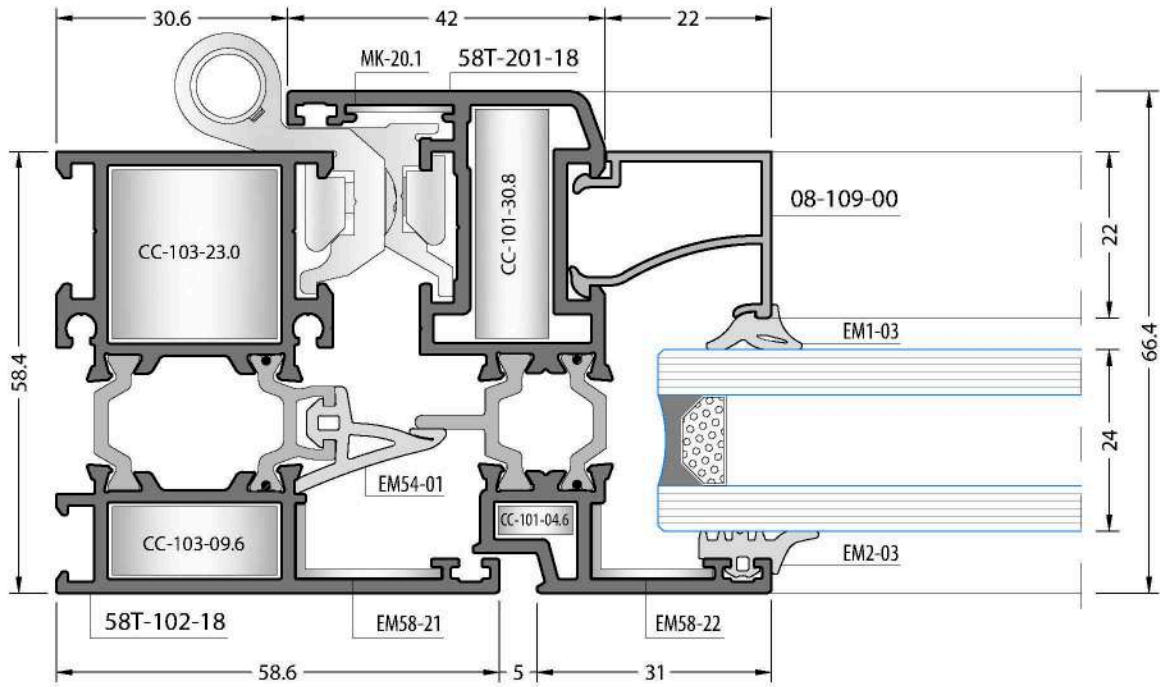 30.6
42
22
MK-20.1
58T-201-18
CC-103-23.0
CC-101-30.8
08-109-00
22
EM1-03
66.4
58.4
24
EM54-01
CC-103-09.6
CC-101-04.6
EM2-03
58T-102-18
EM58-21
EM58-22
58.6
5
31